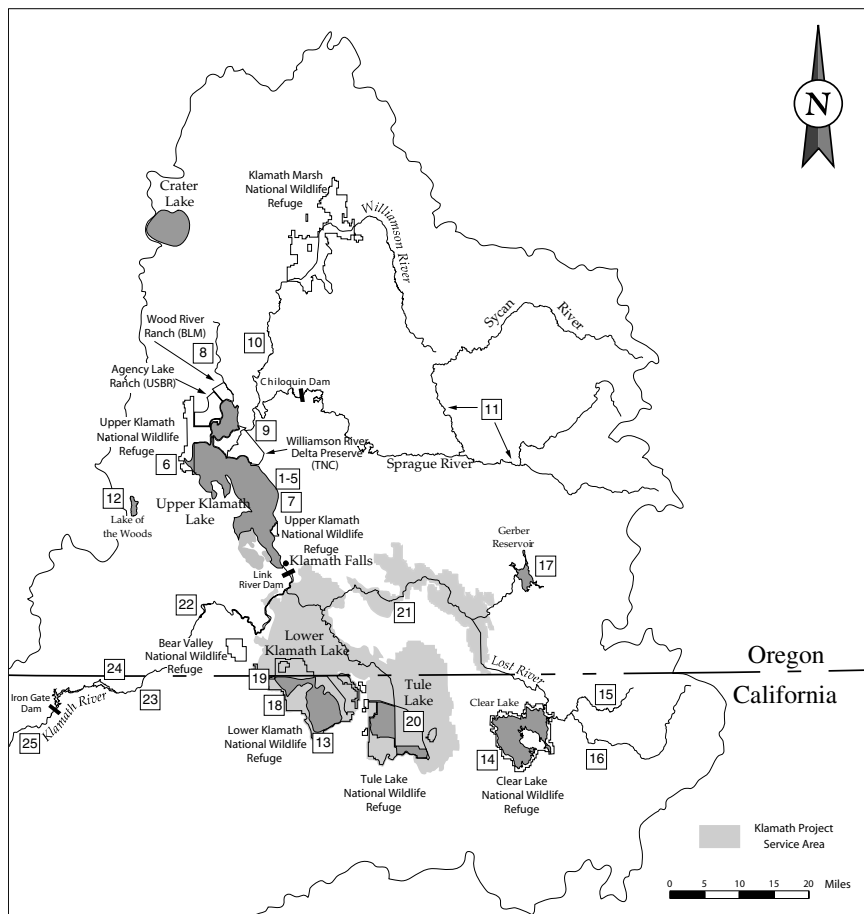 N
Klamath Marsh
National Wildlife
Refuge
Crater
Lake
Williamson River
Sycan
River
Wood River
Ranch (BLM)
8
10
Agency Lake
Ranch (USBR)
Chiloquin Dam
11
Upper Klamath
National Wildlife
Refuge
9
Williamson River
Delta Preserve
(TNC)
Sprague River
6
1-5
7
12
Lake of
the Woods
Upper Klamath
Lake
Upper Klamath
National Wildlife
Refuge
Gerber
Reservoir
17
Klamath Falls
Link
River Dam
22
21
Bear Valley
National Wildlife
Refuge
Lower
Klamath Lake
Lost River
Oregon
California
24
23
Iron Gate
Dam
Klamath River
25
19
18
Lower Klamath
National Wildlife
Refuge
13
Tule
Lake
20
Tule Lake
National Wildlife
Refuge
Clear Lake
15
14
16
Clear Lake
National Wildlife
Refuge
Klamath Project
Service Area
0 5 10 15 20 Miles